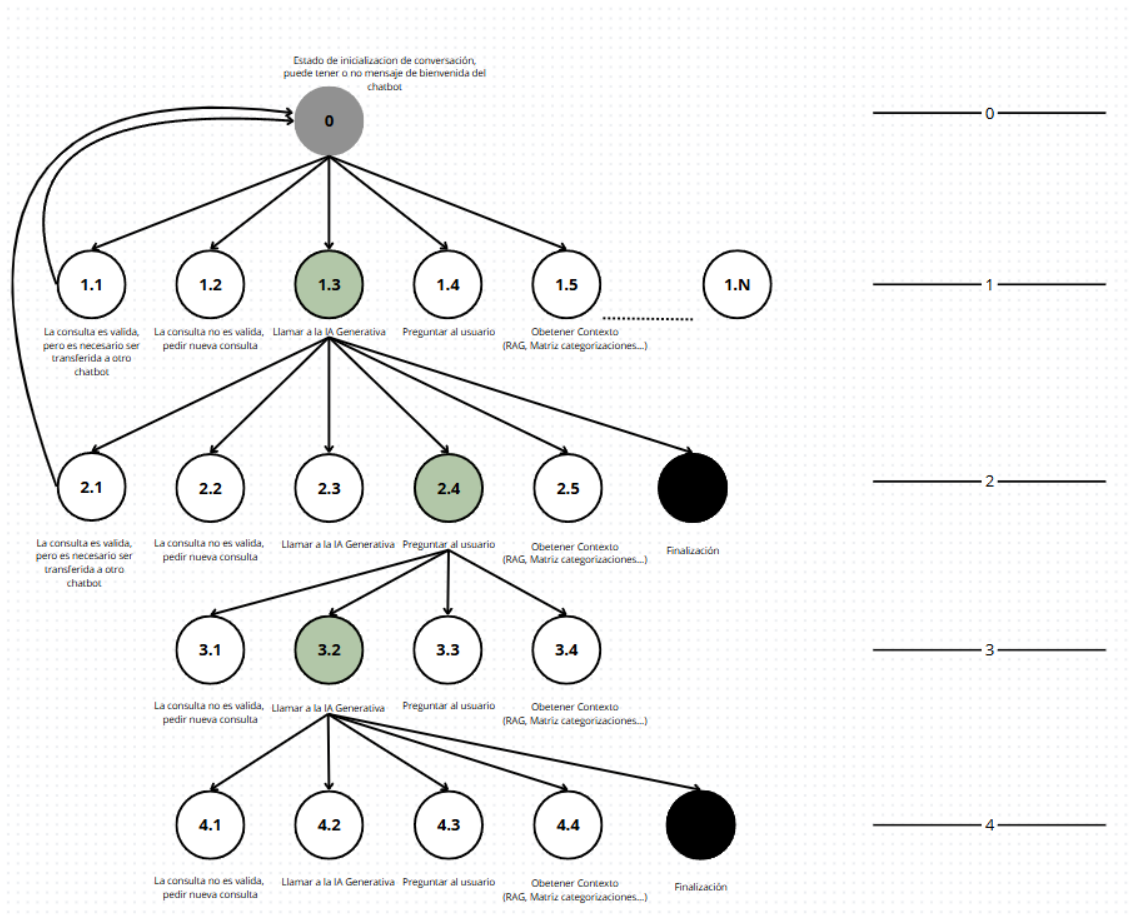 Estado de inicializacion de conversación,
puede tener o no mensaje de bienvenida del
chatbot
0
0
1.1
1.2
1.3
1.4
1.5
1.N
1
La consulta es valida,
pero es necesario ser
transferida a otro
chatbot
La consulta no es valida,
pedir nueva consulta
Llamar a la IA Generativa
Preguntar al usuario
Obetener Contexto
(RAG, Matriz categorizaciones...)
2.1
2.2
2.3
2.4
2.5
2
La consulta es valida,
pero es necesario ser
transferida a otro
chatbot
La consulta no es valida,
pedir nueva consulta
Llamar a la IA Generativa
Preguntar al usuario
Obetener Contexto
(RAG, Matriz categorizaciones...)
Finalización
3.1
3.2
3.3
3.4
3
La consulta no es valida,
pedir nueva consulta
Llamar a la IA Generativa
Preguntar al usuario
Obetener Contexto
(RAG, Matriz categorizaciones...)
4.1
4.2
4.3
4.4
4
La consulta no es valida,
pedir nueva consulta
Llamar a la IA Generativa
Preguntar al usuario
Obetener Contexto
(RAG, Matriz categorizaciones...)
Finalización